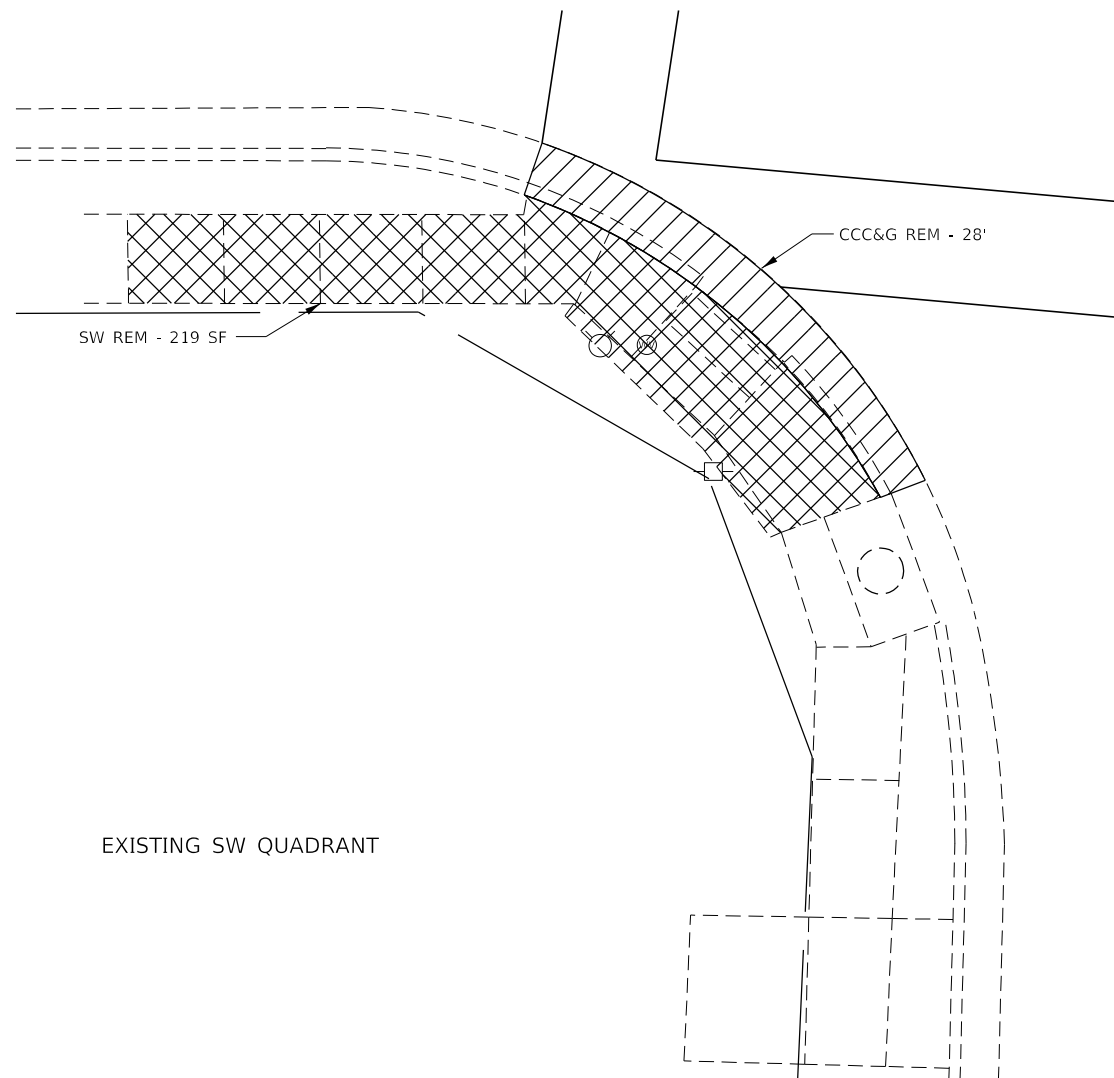 CCC&G REM - 28'
SW REM - 219 SF
EXISTING SW QUADRANT